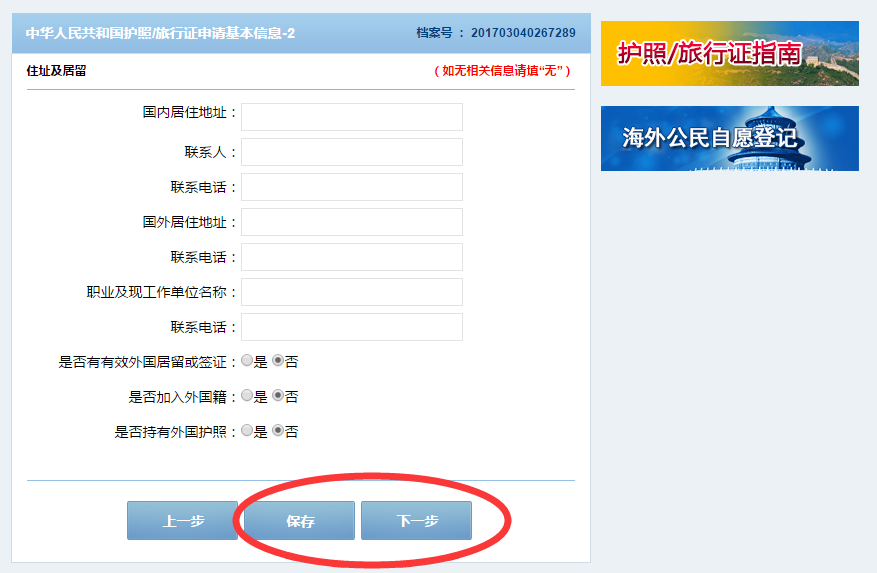 中华人民共和国护照/旅行证申请基本信息-2 档案号 ： 201703040267289
住址及居留 （如无相关信息请填“无”）
国内居住地址：
联系人：
联系电话：
国外居住地址：
联系电话：
职业及现工作单位名称：
联系电话：
是否有有效外国居留或签证：是 否
是否加入外国籍：是 否
是否持有外国护照：是 否
上一步 保存 下一步
护照/旅行证指南
海外公民自愿登记